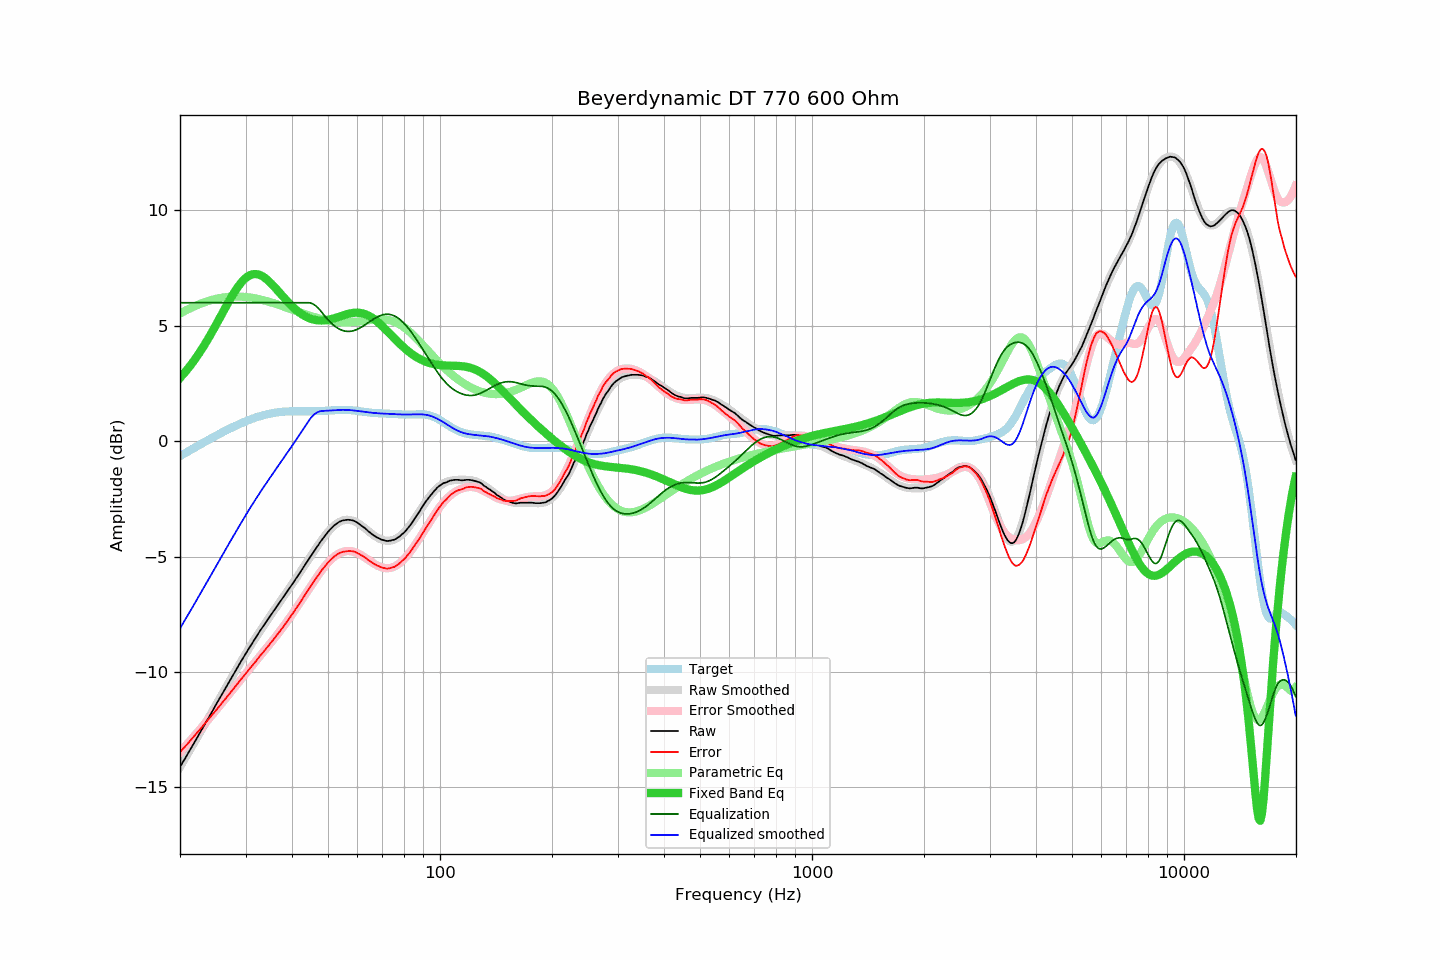 Beyerdynamic DT 770 600 Ohm
Amplitude (dBr)
10
5
0
−5
−10
−15
Target
Raw Smoothed
Error Smoothed
Raw
Error
Parametric Eq
Fixed Band Eq
Equalization
Equalized smoothed
100
1000
10000
Frequency (Hz)